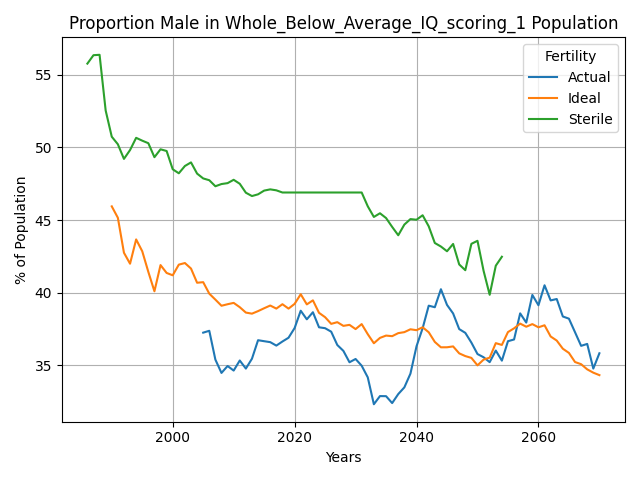 Proportion Male in Whole_Below_Average_IQ_scoring_1 Population
Fertility
Actual
Ideal
Sterile
% of Population
55
50
45
40
35
2000
2020
2040
2060
Years